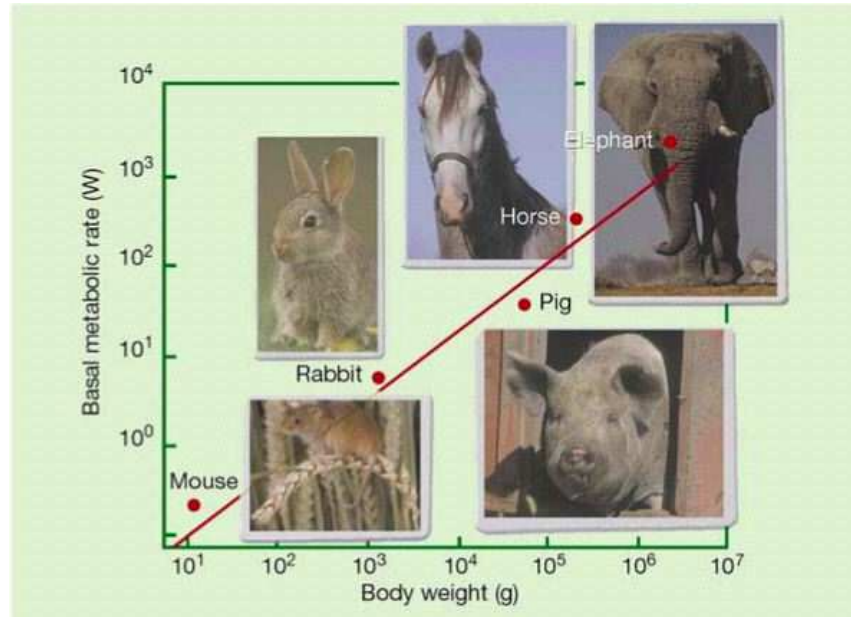 10⁴
10³
10²
10¹
10⁰
Basal metabolic rate (W)
Elephant
Horse
Pig
Rabbit
Mouse
10¹ 10² 10³ 10⁴ 10⁵ 10⁶ 10⁷
Body weight (g)